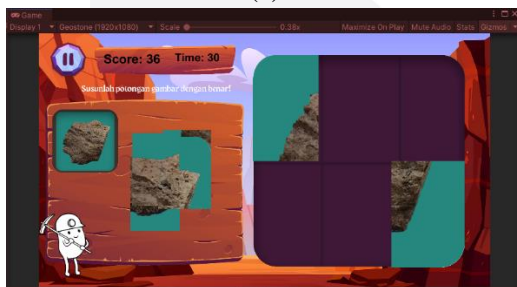 Game
Display 1 Geostone (1920x1080) Scale 0.38x Maximize On Play Mute Audio Stats Gizmos
Score: 36 Time: 30
Susunlah potongan gambar dengan benar!